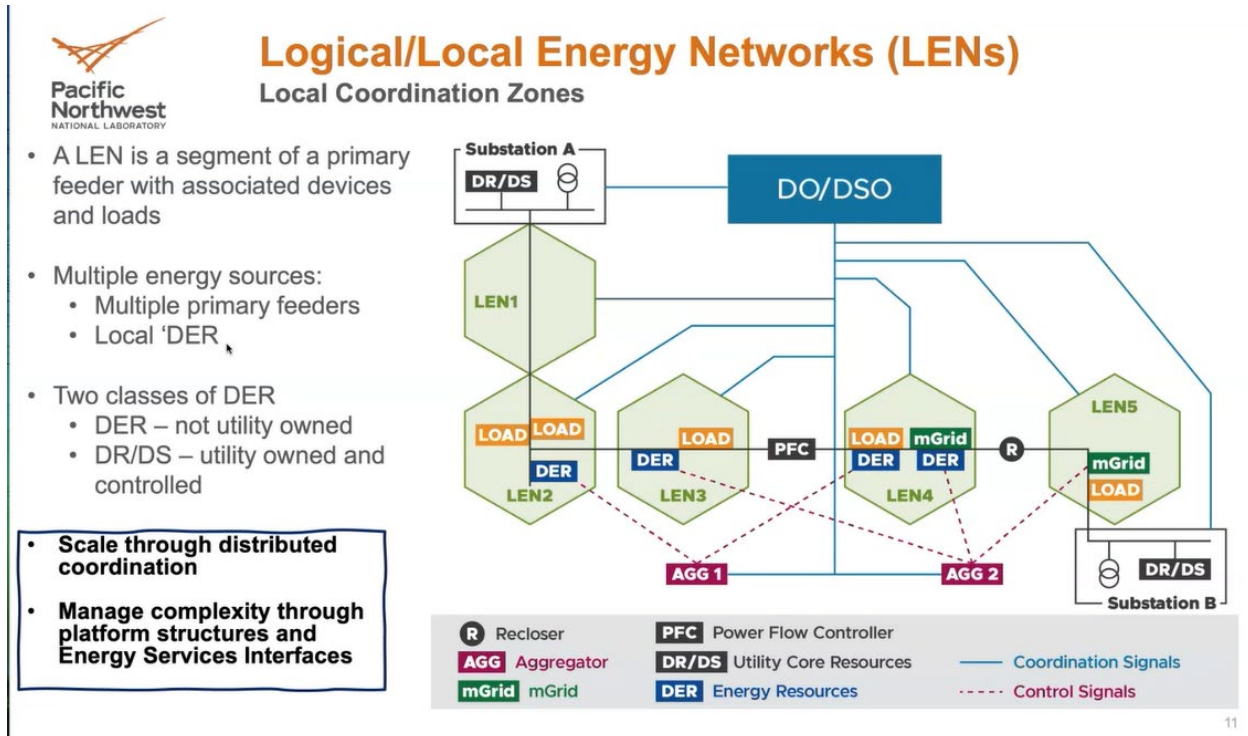 Pacific
Northwest
NATIONAL LABORATORY
Logical/Local Energy Networks (LENs)
Local Coordination Zones
• A LEN is a segment of a primary
feeder with associated devices
and loads
• Multiple energy sources:
• Multiple primary feeders
• Local ‘DER
• Two classes of DER
• DER – not utility owned
• DR/DS – utility owned and
controlled
• Scale through distributed
coordination
• Manage complexity through
platform structures and
Energy Services Interfaces
Substation A
DR/DS
DO/DSO
LEN1
LOAD LOAD
DER
LEN2
LOAD
DER
LEN3
PFC
LOAD mGrid
DER DER
LEN4
R
LEN5
mGrid
LOAD
AGG 1
AGG 2
DR/DS
Substation B
R Recloser
PFC Power Flow Controller
AGG Aggregator
DR/DS Utility Core Resources
Coordination Signals
mGrid mGrid
DER Energy Resources
Control Signals
11